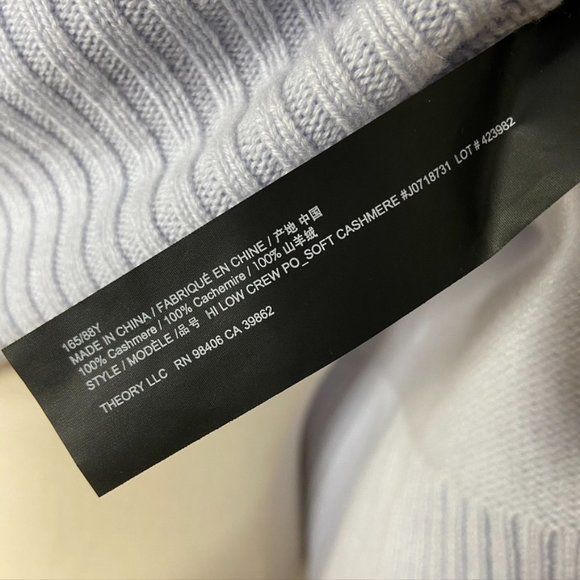 165/88Y
MADE IN CHINA / FABRIQUÉ EN CHINE / 产地 中国
100% Cashmere / 100% Cachemire / 100% 山羊绒
STYLE / MODÈLE / 品号 HI LOW CREW PO_SOFT CASHMERE #J0718731 LOT # 423982
THEORY LLC RN 98406 CA 39862